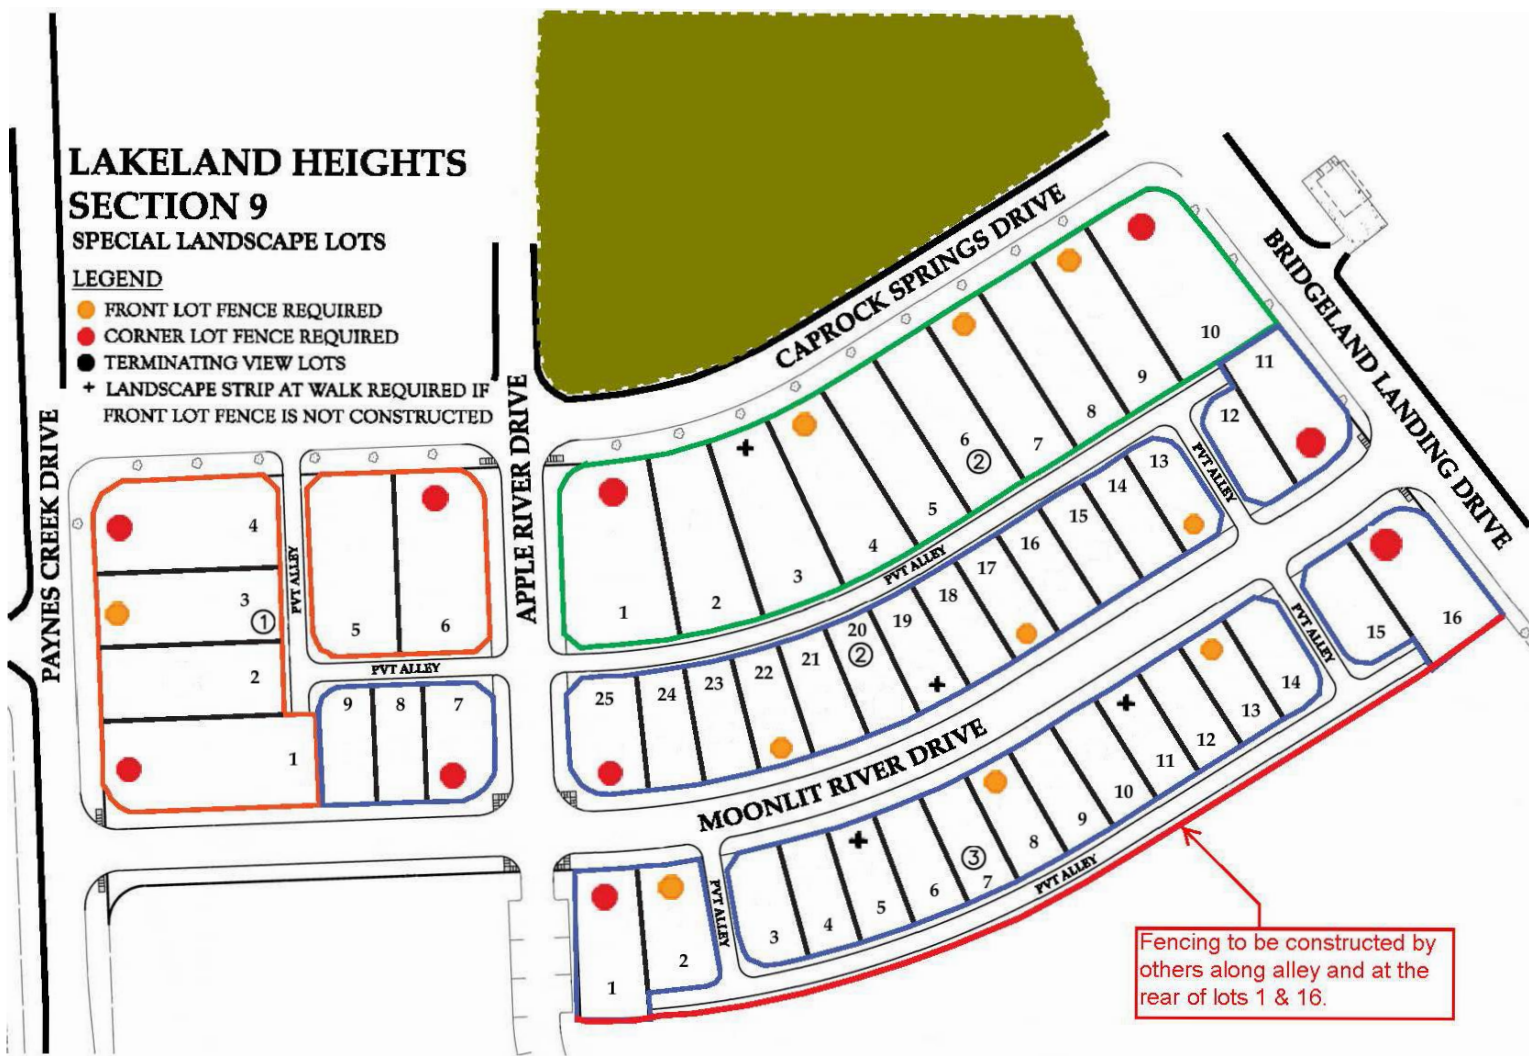 LAKELAND HEIGHTS
SECTION 9
SPECIAL LANDSCAPE LOTS
LEGEND
FRONT LOT FENCE REQUIRED
CORNER LOT FENCE REQUIRED
TERMINATING VIEW LOTS
+ LANDSCAPE STRIP AT WALK REQUIRED IF
FRONT LOT FENCE IS NOT CONSTRUCTED
PAYNES CREEK DRIVE
APPLE RIVER DRIVE
CAPROCK SPRINGS DRIVE
BRIDGELAND LANDING DRIVE
MOONLIT RIVER DRIVE
4
3
①
2
1
PVT ALLEY
5
6
PVT ALLEY
9
8
7
1
2
3
4
5
6
②
7
8
9
10
11
12
PVT ALLEY
PVT ALLEY
13
14
15
16
17
18
19
20
②
21
22
23
24
25
1
2
PVT ALLEY
3
4
5
6
③
7
8
9
10
11
12
13
14
PVT ALLEY
PVT ALLEY
15
16
Fencing to be constructed by
others along alley and at the
rear of lots 1 & 16.